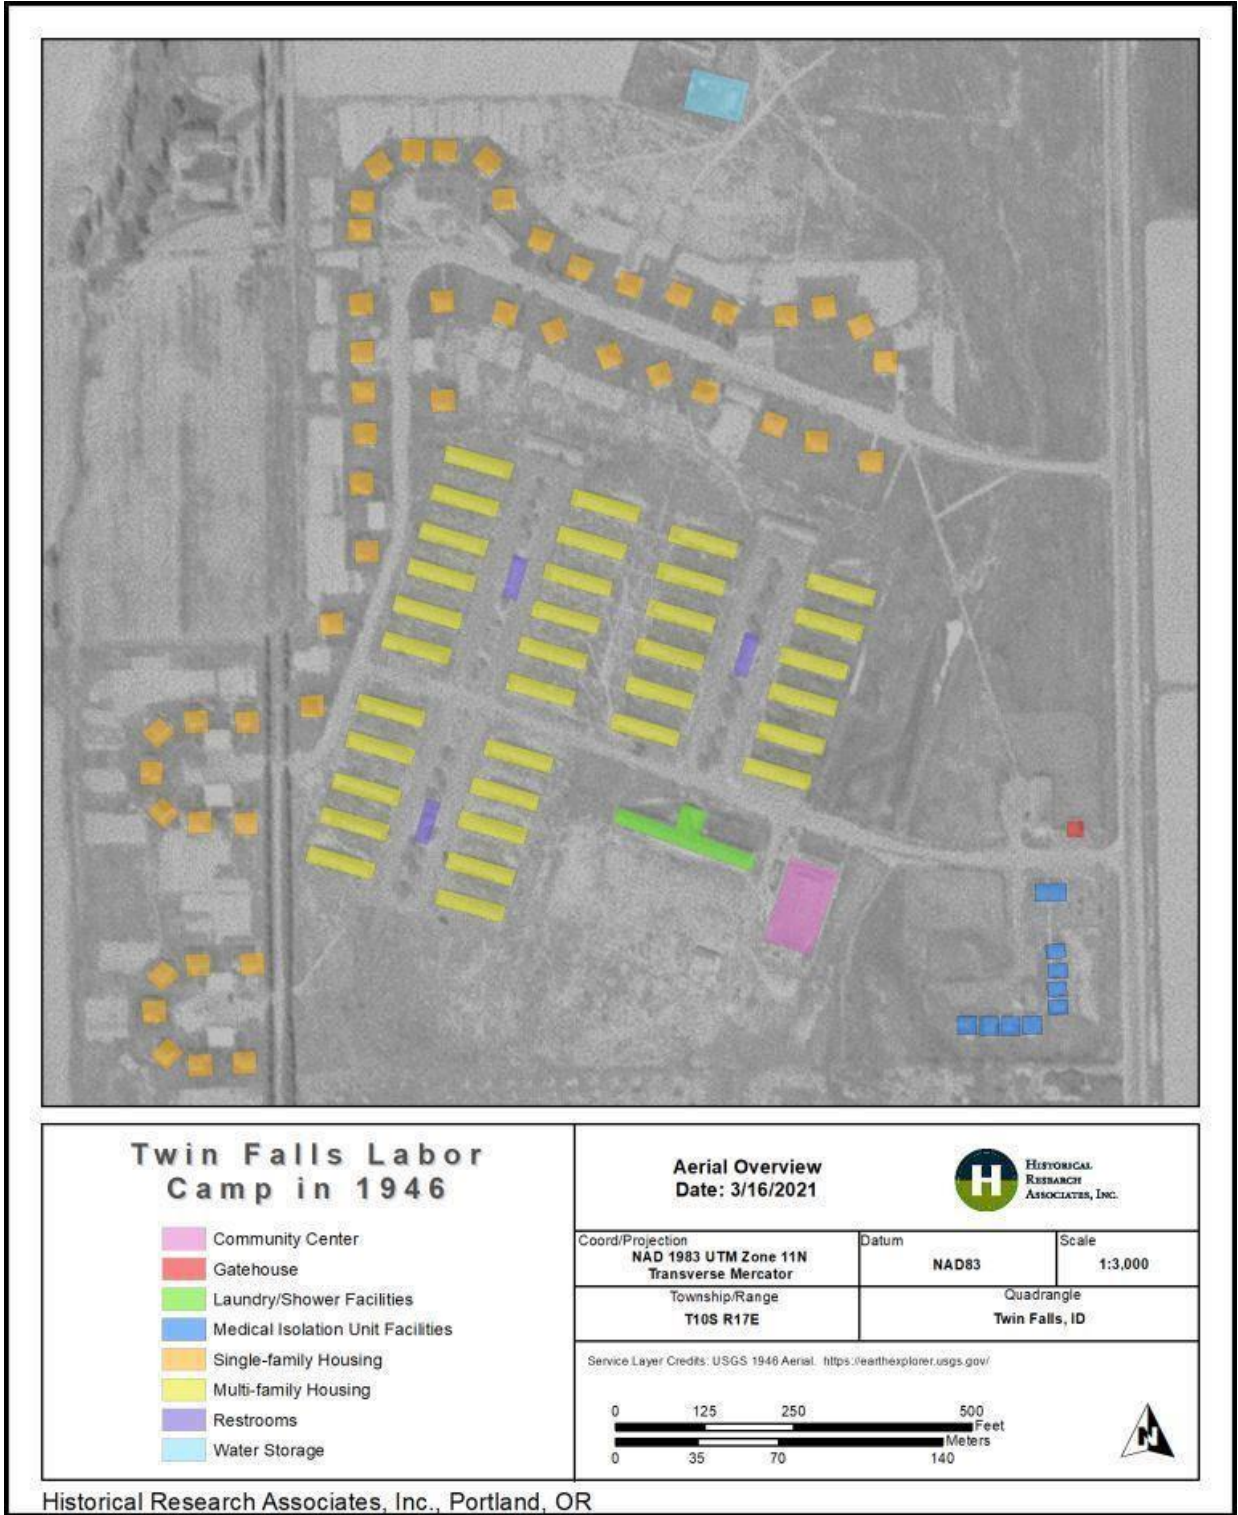 Twin Falls Labor
Camp in 1946
Community Center
Gatehouse
Laundry/Shower Facilities
Medical Isolation Unit Facilities
Single-family Housing
Multi-family Housing
Restrooms
Water Storage
Aerial Overview
Date: 3/16/2021
H
HISTORICAL
RESEARCH
ASSOCIATES, INC.
Coord/Projection
NAD 1983 UTM Zone 11N
Transverse Mercator
Datum
NAD83
Scale
1:3,000
Township/Range
T10S R17E
Quadrangle
Twin Falls, ID
Service Layer Credits: USGS 1946 Aerial. https://earthexplorer.usgs.gov/
0 125 250 500
Feet
Meters
0 35 70 140
N
Historical Research Associates, Inc., Portland, OR